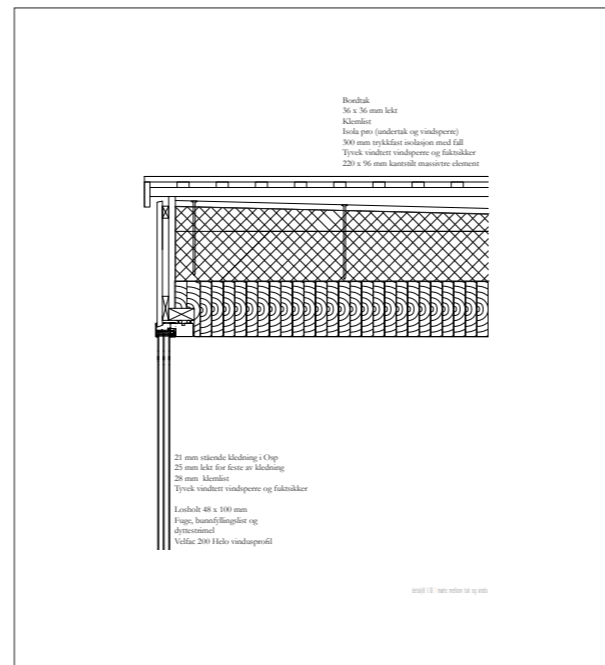 Bordtak
36 x 36 mm lekt
Klemlist
Isola pro (undertak og vindsperre)
300 mm trykkfast isolasjon med fall
Tyvek vindtett vindsperre og fuktsikker
220 x 96 mm kantstilt massivtre element
21 mm stående kledning i Osp
25 mm lekt for feste av kledning
28 mm klemlist
Tyvek vindtett vindsperre og fuktsikker
Losholt 48 x 100 mm
Fuge, bunnfyllingslist og
dyttestrimel
Velfac 200 Helo vindusprofil